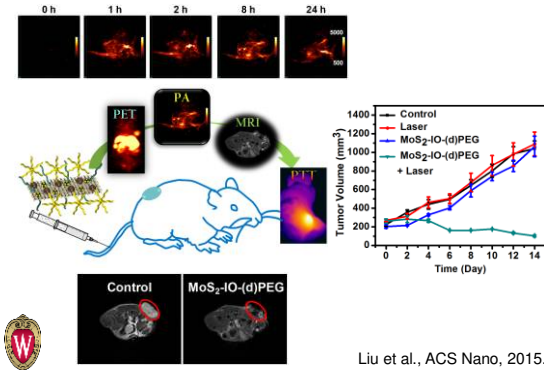 0 h 1 h 2 h 8 h 24 h
5000
500
PET
PA
MRI
PTT
Tumor Volume (mm³)
1400
1200
1000
800
600
400
200
0
Control
Laser
MoS₂-IO-(d)PEG
MoS₂-IO-(d)PEG
+ Laser
0 2 4 6 8 10 12 14
Time (Day)
Control MoS₂-IO-(d)PEG
W
Liu et al., ACS Nano, 2015.